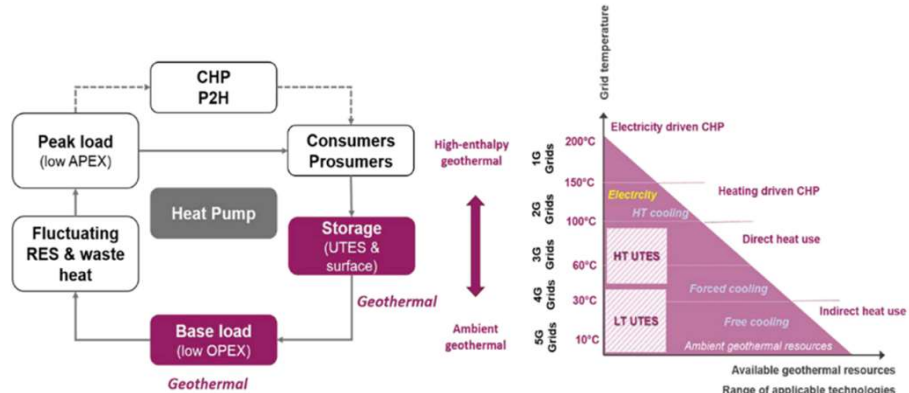 CHP
P2H
Peak load
(low APEX)
Consumers
Prosumers
Heat Pump
Fluctuating
RES & waste
heat
Storage
(UTES &
surface)
Geothermal
Base load
(low OPEX)
Geothermal
High-enthalpy
geothermal
Ambient
geothermal
Grid temperature
1G
Grids
2G
Grids
3G
Grids
4G
Grids
5G
Grids
200°C
150°C
100°C
60°C
30°C
10°C
Electricity driven CHP
Heating driven CHP
Direct heat use
Indirect heat use
Electrcity
HT cooling
HT UTES
Forced cooling
LT UTES
Free cooling
Ambient geothermal resources
Available geothermal resources
Range of applicable technologies